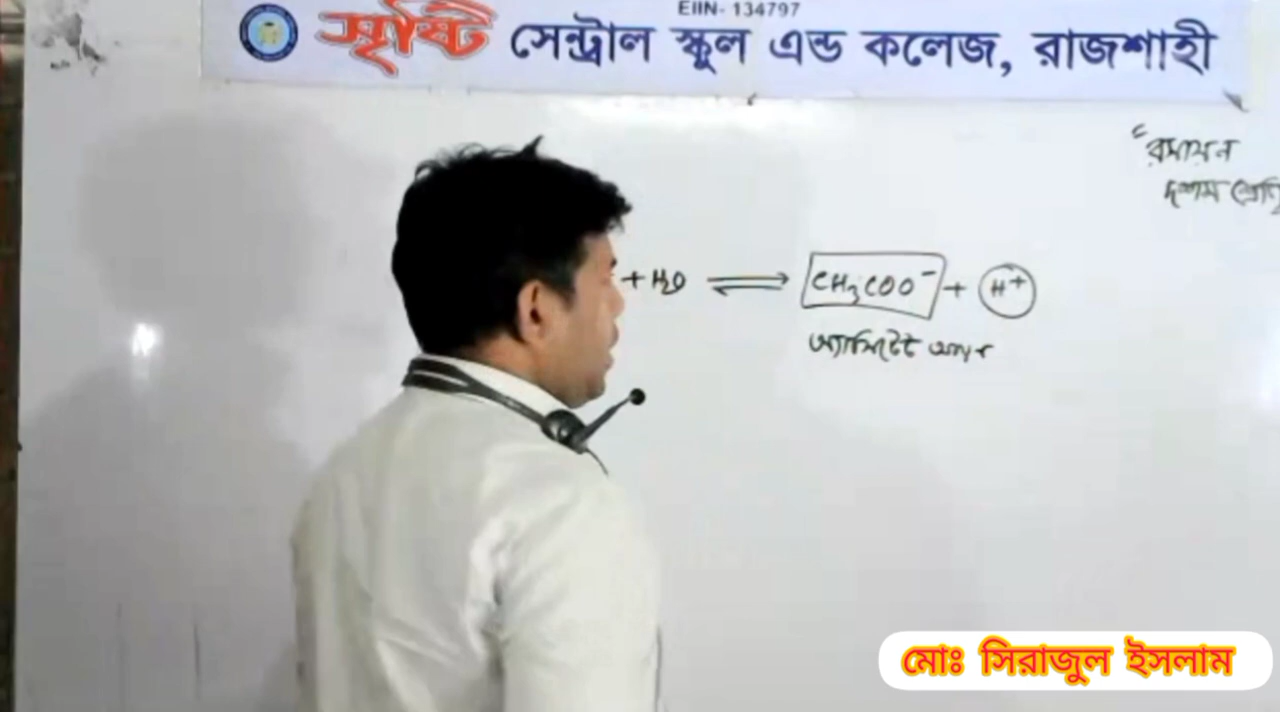 EIIN- 134797
সৃষ্টি সেন্ট্রাল স্কুল এন্ড কলেজ, রাজশাহী
"রসায়ন
দশম শ্রেণি
+ H₂O ⇌ CH₃COO⁻ + H⁺
অ্যাসিটেট আয়ন
মোঃ সিরাজুল ইসলাম